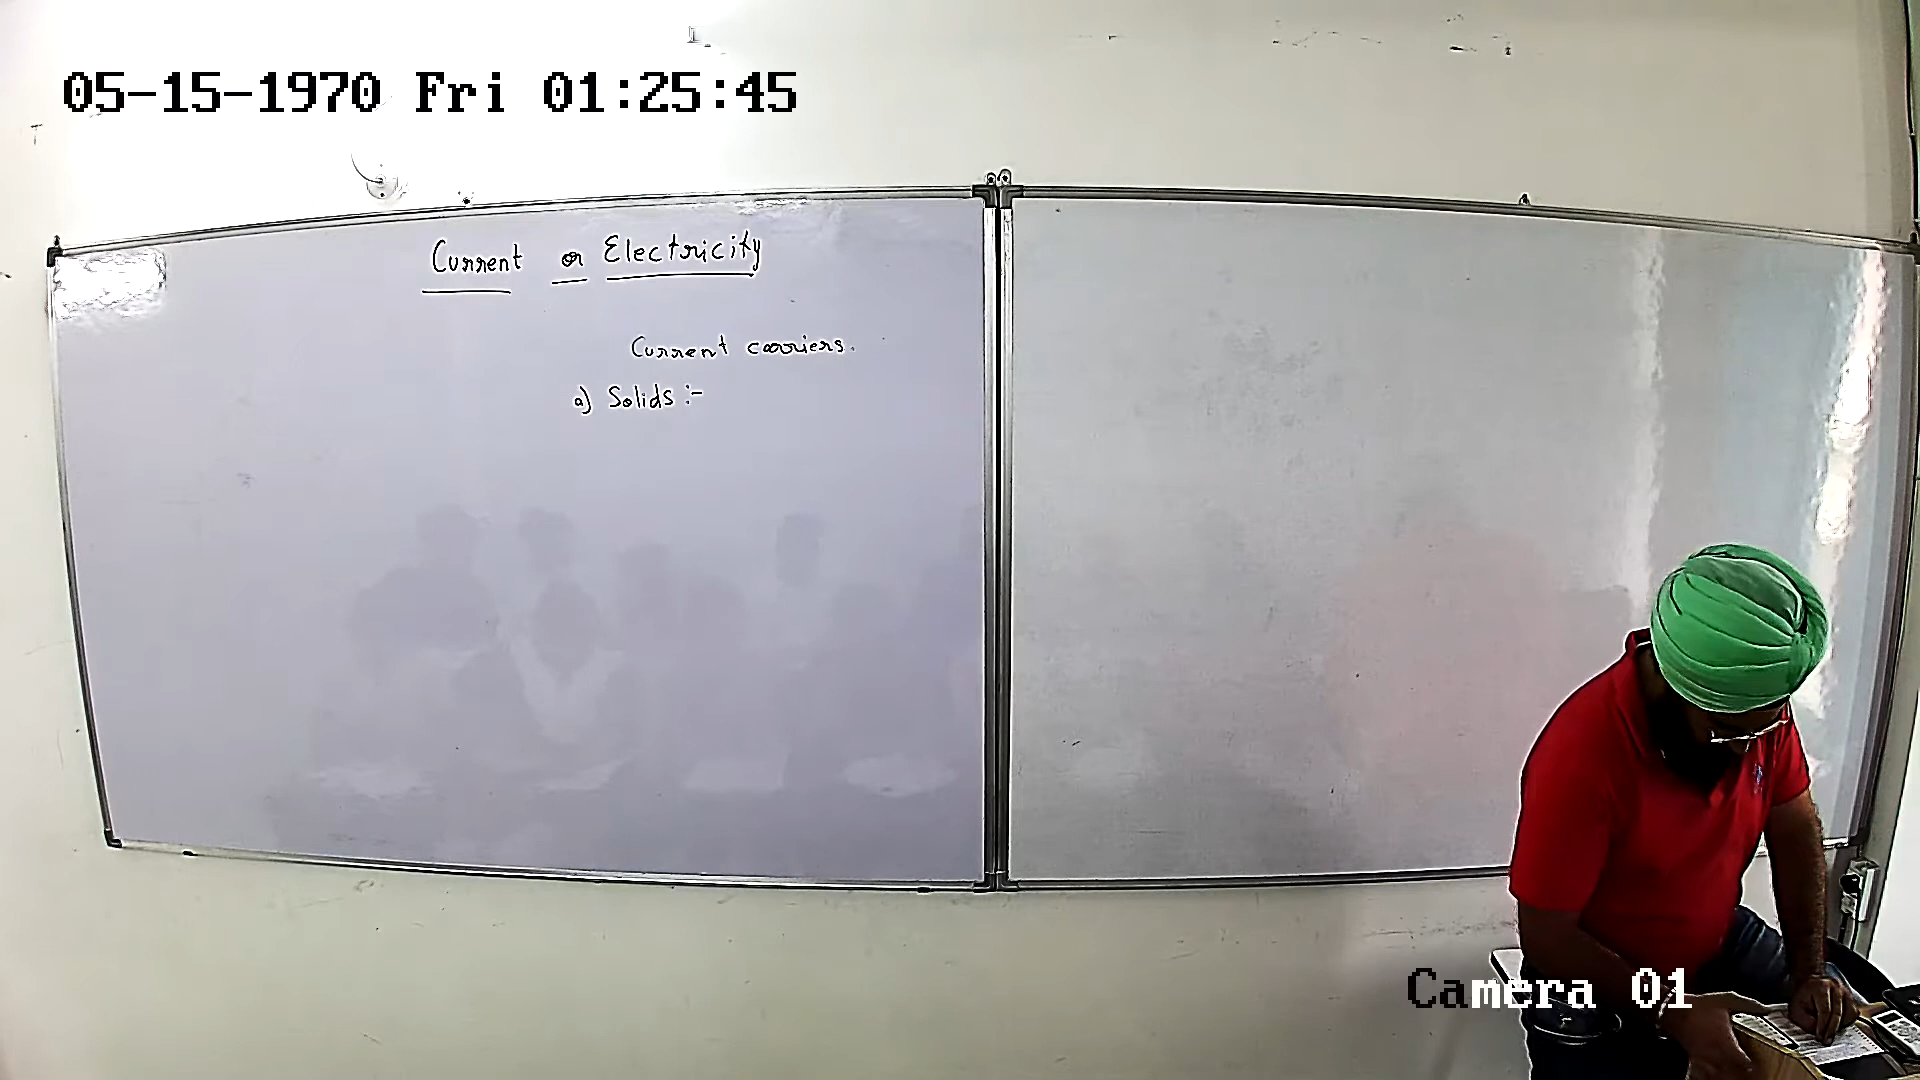 05-15-1970 Fri 01:25:45
Current or Electricity
Current carriers.
a) Solids :-
Camera 01